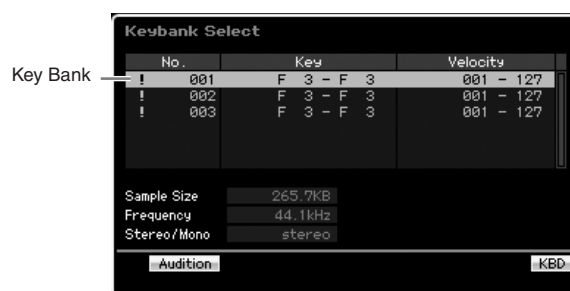 Keybank Select
No. Key Velocity
Key Bank
! 001 F 3 - F 3 001 - 127
! 002 F 3 - F 3 001 - 127
! 003 F 3 - F 3 001 - 127
Sample Size 265.7KB
Frequency 44.1kHz
Stereo/Mono stereo
Audition KBD